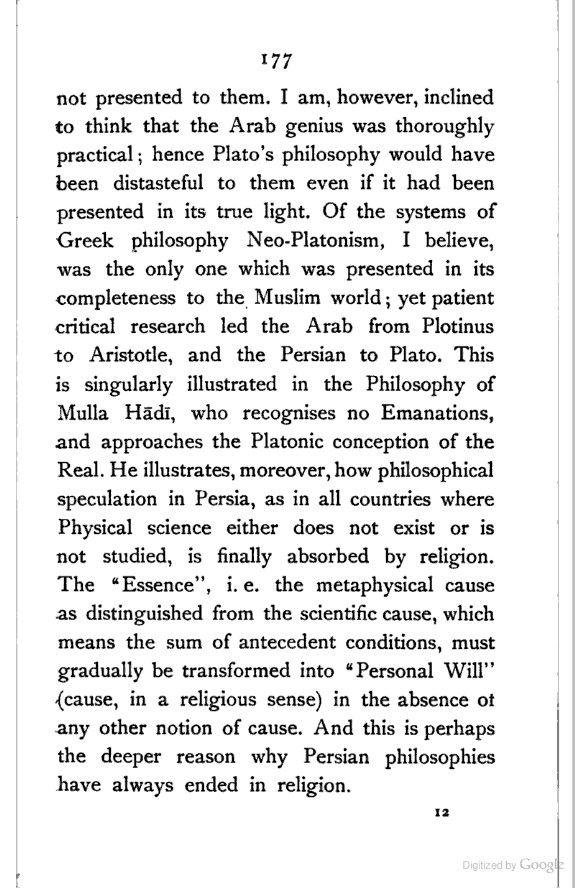 177
not presented to them. I am, however, inclined
to think that the Arab genius was thoroughly
practical; hence Plato's philosophy would have
been distasteful to them even if it had been
presented in its true light. Of the systems of
Greek philosophy Neo-Platonism, I believe,
was the only one which was presented in its
completeness to the Muslim world; yet patient
critical research led the Arab from Plotinus
to Aristotle, and the Persian to Plato. This
is singularly illustrated in the Philosophy of
Mulla Hādī, who recognises no Emanations,
and approaches the Platonic conception of the
Real. He illustrates, moreover, how philosophical
speculation in Persia, as in all countries where
Physical science either does not exist or is
not studied, is finally absorbed by religion.
The “Essence”, i. e. the metaphysical cause
as distinguished from the scientific cause, which
means the sum of antecedent conditions, must
gradually be transformed into “Personal Will”
(cause, in a religious sense) in the absence of
any other notion of cause. And this is perhaps
the deeper reason why Persian philosophies
have always ended in religion.
12
Digitized by Google